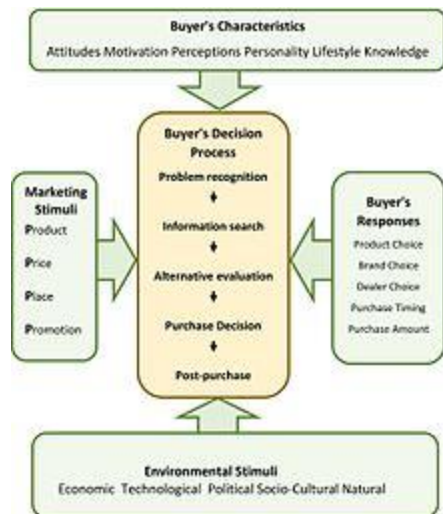 Buyer's Characteristics
Attitudes Motivation Perceptions Personality Lifestyle Knowledge
Buyer's Decision
Process
Problem recognition
Information search
Alternative evaluation
Purchase Decision
Post-purchase
Marketing
Stimuli
Product
Price
Place
Promotion
Buyer's
Responses
Product Choice
Brand Choice
Dealer Choice
Purchase Timing
Purchase Amount
Environmental Stimuli
Economic Technological Political Socio-Cultural Natural